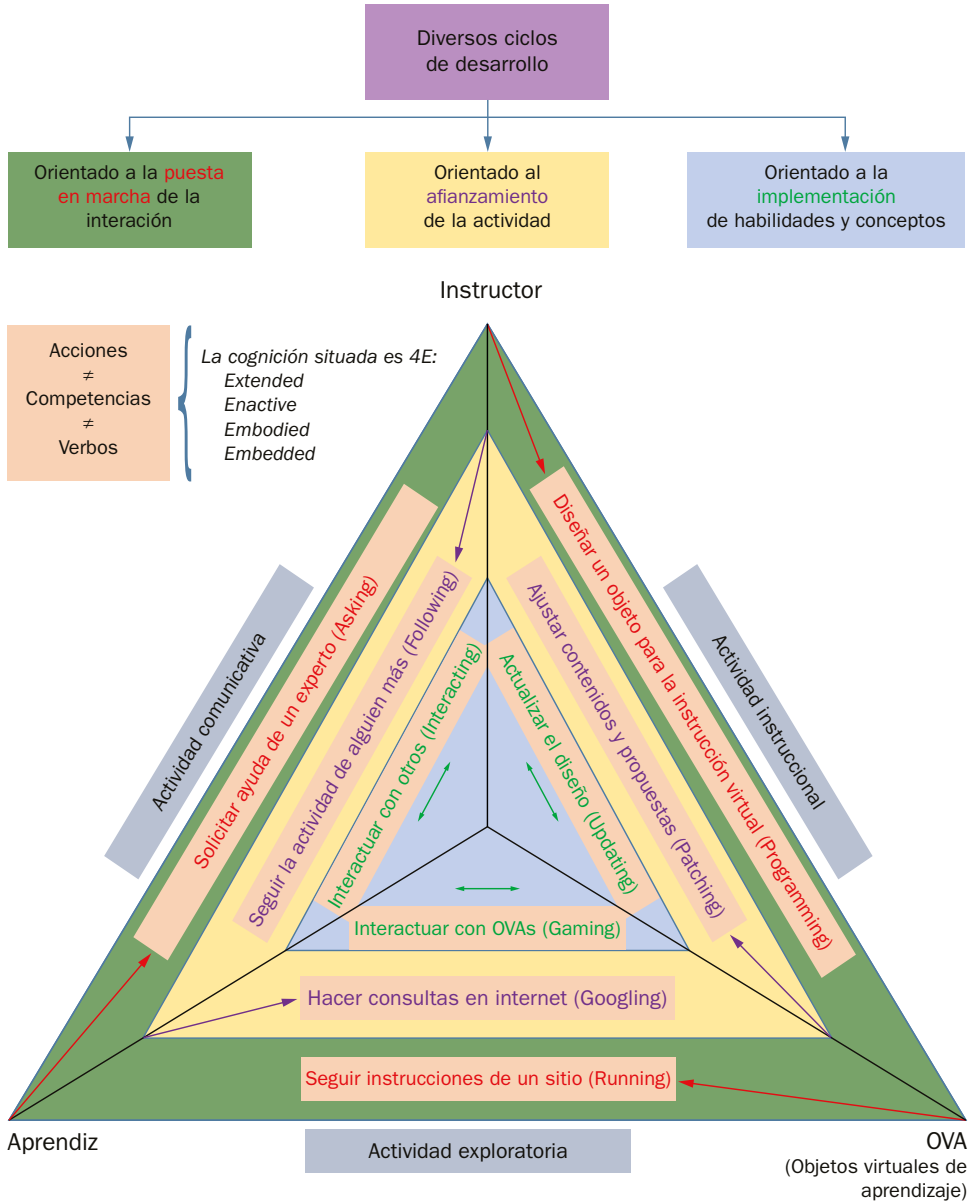 Diversos ciclos
de desarrollo
Orientado a la puesta
en marcha de la
interación
Orientado al
afianzamiento
de la actividad
Orientado a la
implementación
de habilidades y conceptos
Instructor
Acciones
≠
Competencias
≠
Verbos
La cognición situada es 4E:
Extended
Enactive
Embodied
Embedded
Actividad comunicativa
Solicitar ayuda de un experto (Asking)
Seguir la actividad de alguien más (Following)
Interactuar con otros (Interacting)
Actualizar el diseño (Updating)
Ajustar contenidos y propuestas (Patching)
Diseñar un objeto para la instrucción virtual (Programming)
Actividad instruccional
Interactuar con OVAs (Gaming)
Hacer consultas en internet (Googling)
Seguir instrucciones de un sitio (Running)
Aprendiz
Actividad exploratoria
OVA
(Objetos virtuales de
aprendizaje)